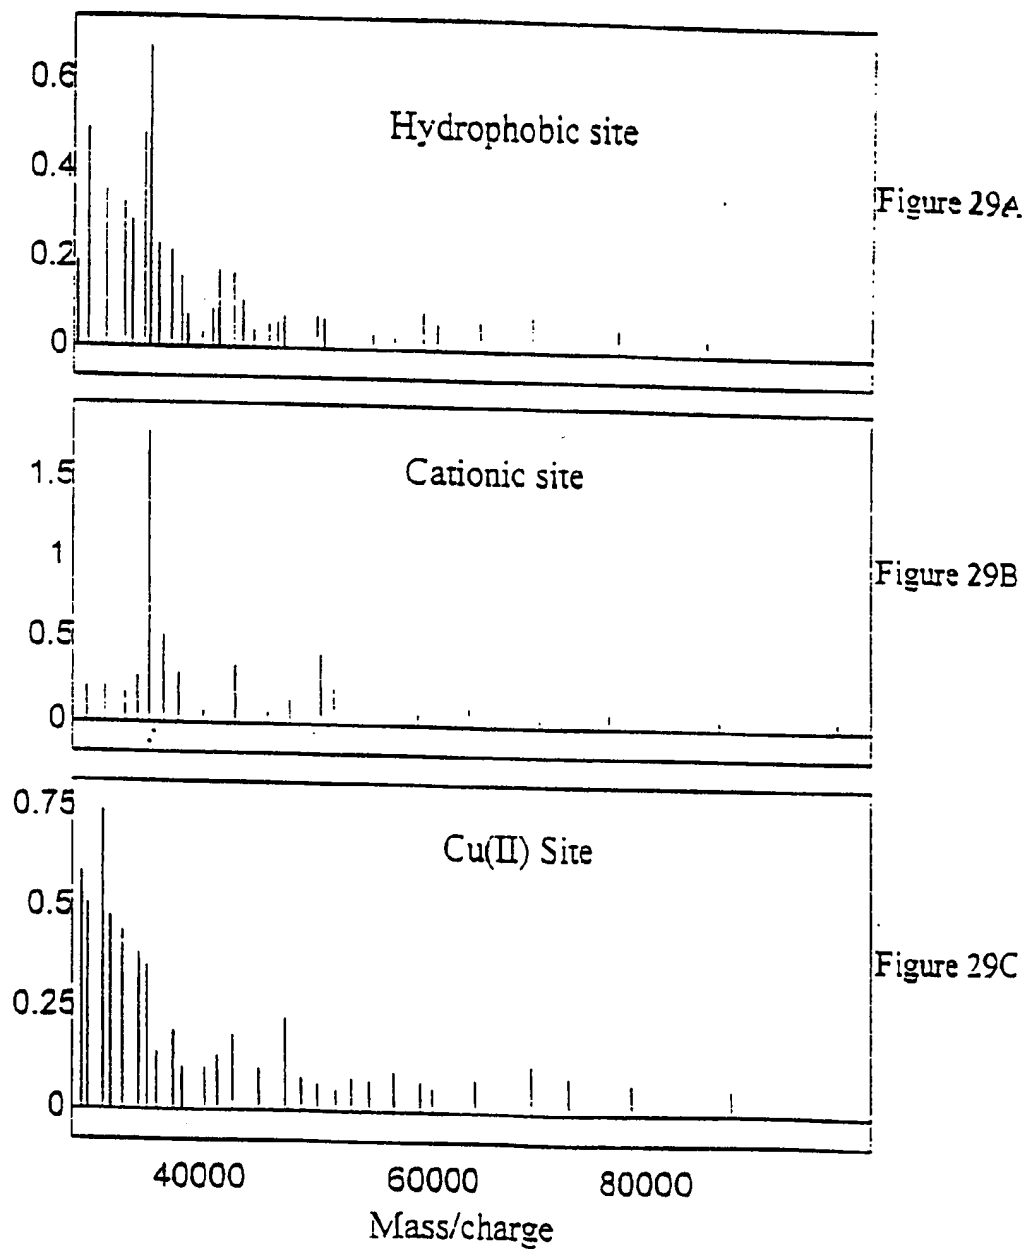 0.6
Hydrophobic site
0.4
Figure 29A
0.2
0
1.5
Cationic site
1
Figure 29B
0.5
0
0.75
Cu(II) Site
0.5
Figure 29C
0.25
0
40000 60000 80000
Mass/charge